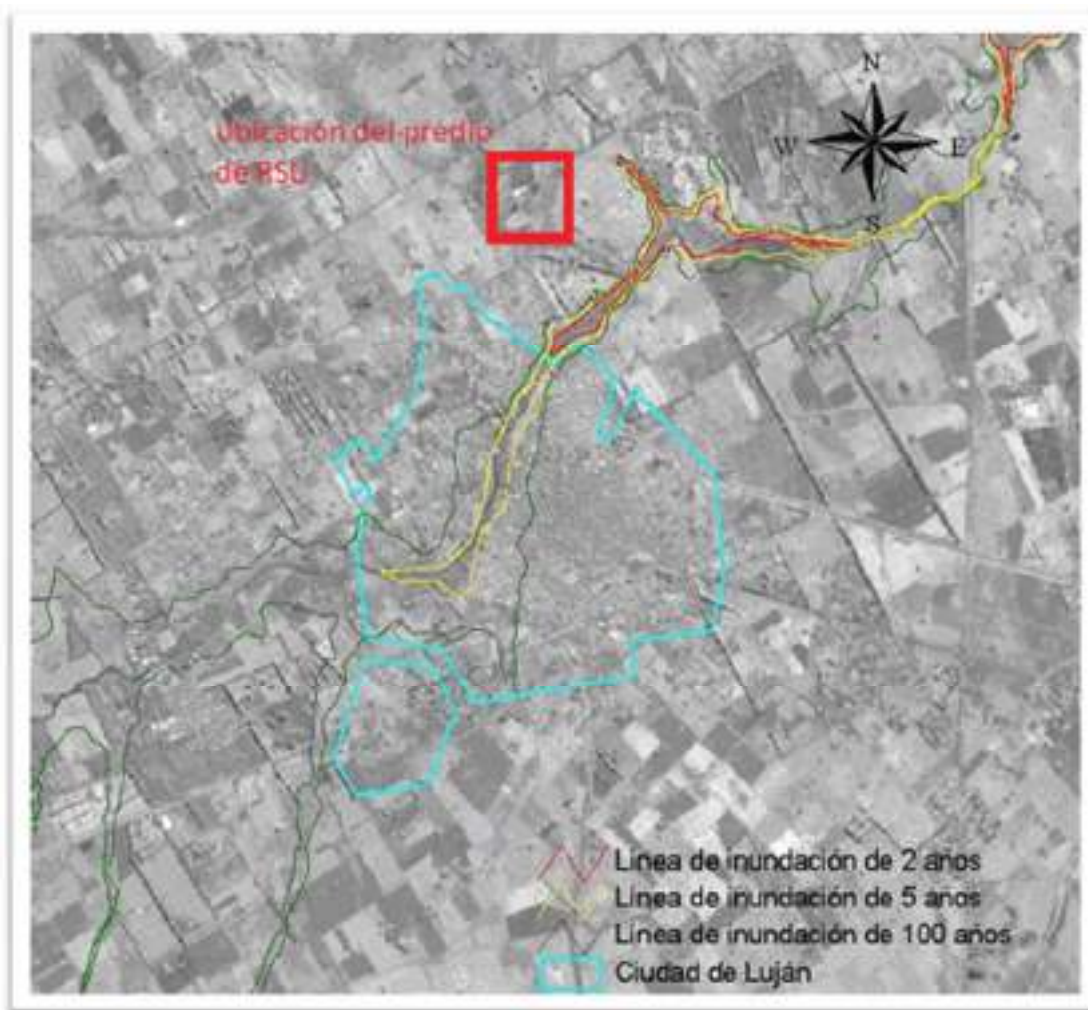 Ubicación del predio
de RSU
N
W E
S
Línea de inundación de 2 años
Línea de inundación de 5 años
Línea de inundación de 100 años
Ciudad de Luján